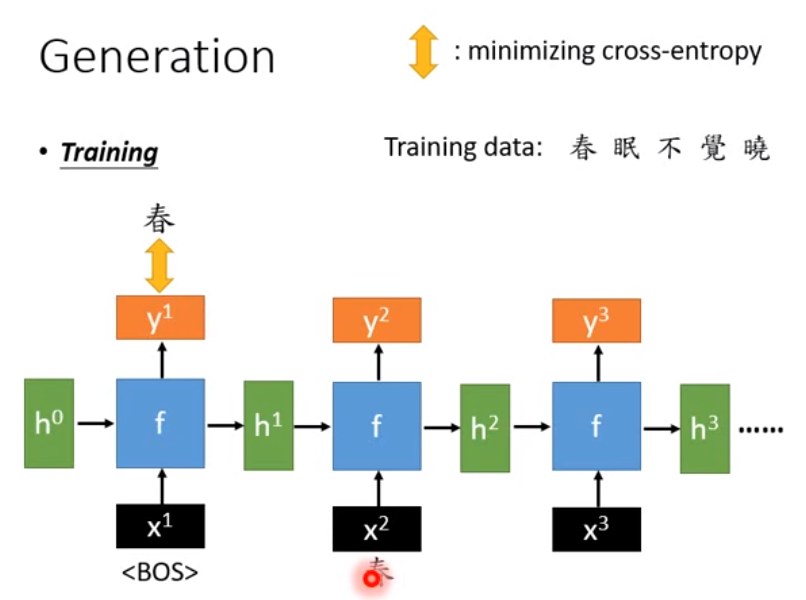 Generation
: minimizing cross-entropy
• Training
Training data: 春 眠 不 覺 曉
春
y¹ y² y³
h⁰ f h¹ f h² f h³ ......
x¹ x² x³
<BOS> 春